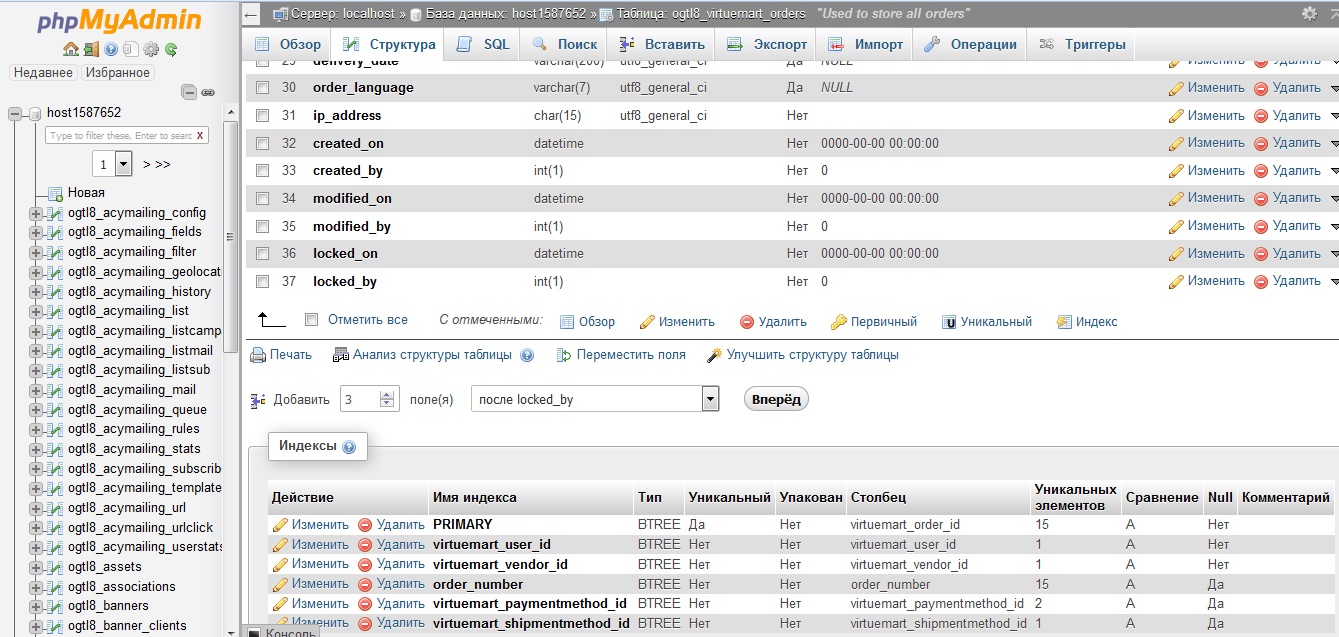 phpMyAdmin
Недавнее Избранное
host1587652
Type to filter these, Enter to searc X
1 > >>
Новая
ogtl8_acymailing_config
ogtl8_acymailing_fields
ogtl8_acymailing_filter
ogtl8_acymailing_geolocat
ogtl8_acymailing_history
ogtl8_acymailing_list
ogtl8_acymailing_listcamp
ogtl8_acymailing_listmail
ogtl8_acymailing_listsub
ogtl8_acymailing_mail
ogtl8_acymailing_queue
ogtl8_acymailing_rules
ogtl8_acymailing_stats
ogtl8_acymailing_subscrib
ogtl8_acymailing_template
ogtl8_acymailing_url
ogtl8_acymailing_urlclick
ogtl8_acymailing_userstats
ogtl8_assets
ogtl8_associations
ogtl8_banners
ogtl8_banner_clients
Сервер: localhost » База данных: host1587652 » Таблица: ogtl8_virtuemart_orders "Used to store all orders"
Обзор Структура SQL Поиск Вставить Экспорт Импорт Операции Триггеры
29 delivery_date varchar(200) utf8_general_ci Да NULL Изменить Удалить
30 order_language varchar(7) utf8_general_ci Да NULL Изменить Удалить
31 ip_address char(15) utf8_general_ci Нет Изменить Удалить
32 created_on datetime Нет 0000-00-00 00:00:00 Изменить Удалить
33 created_by int(1) Нет 0 Изменить Удалить
34 modified_on datetime Нет 0000-00-00 00:00:00 Изменить Удалить
35 modified_by int(1) Нет 0 Изменить Удалить
36 locked_on datetime Нет 0000-00-00 00:00:00 Изменить Удалить
37 locked_by int(1) Нет 0 Изменить Удалить
Отметить все С отмеченными: Обзор Изменить Удалить Первичный Уникальный Индекс
Печать Анализ структуры таблицы Переместить поля Улучшить структуру таблицы
Добавить 3 поле(я) после locked_by Вперёд
Индексы
Действие Имя индекса Тип Уникальный Упакован Столбец Уникальных элементов Сравнение Null Комментарий
Изменить Удалить PRIMARY BTREE Да Нет virtuemart_order_id 15 A Нет
Изменить Удалить virtuemart_user_id BTREE Нет Нет virtuemart_user_id 1 A Нет
Изменить Удалить virtuemart_vendor_id BTREE Нет Нет virtuemart_vendor_id 1 A Нет
Изменить Удалить order_number BTREE Нет Нет order_number 15 A Да
Изменить Удалить virtuemart_paymentmethod_id BTREE Нет Нет virtuemart_paymentmethod_id 2 A Да
Изменить Удалить virtuemart_shipmentmethod_id BTREE Нет Нет virtuemart_shipmentmethod_id 1 A Да
Консоль